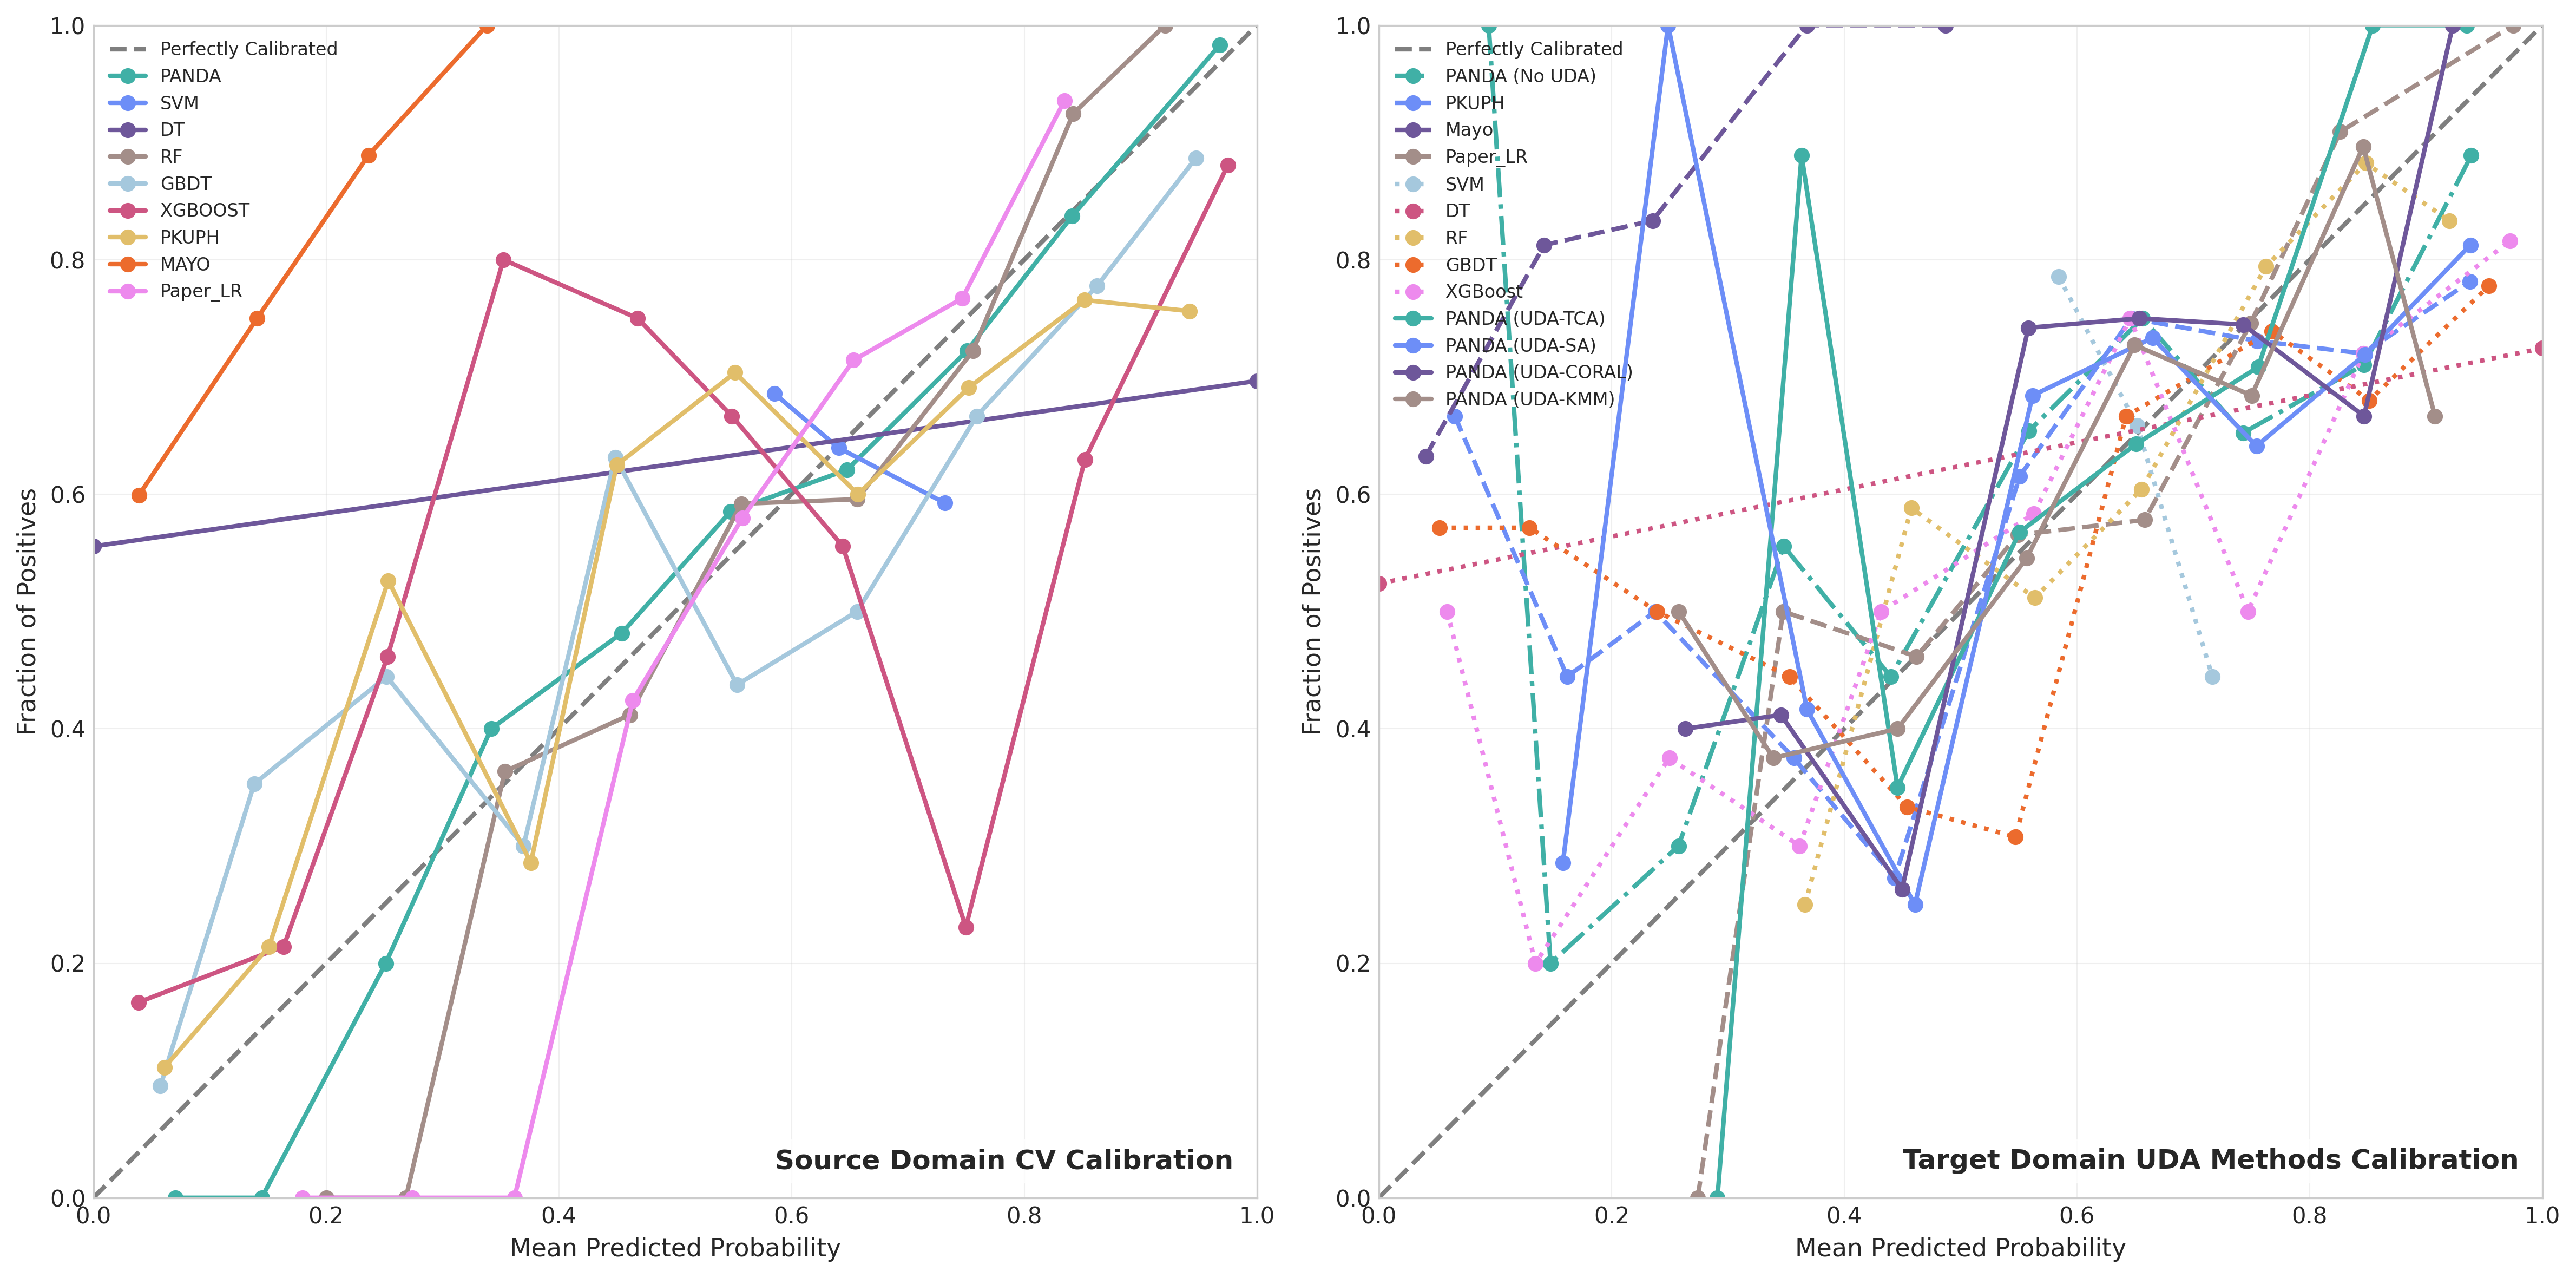 1.0
0.8
0.6
0.4
0.2
0.0
Fraction of Positives
Perfectly Calibrated
PANDA
SVM
DT
RF
GBDT
XGBOOST
PKUPH
MAYO
Paper_LR
Source Domain CV Calibration
0.0 0.2 0.4 0.6 0.8 1.0
Mean Predicted Probability
1.0
0.8
0.6
0.4
0.2
0.0
Fraction of Positives
Perfectly Calibrated
PANDA (No UDA)
PKUPH
Mayo
Paper_LR
SVM
DT
RF
GBDT
XGBoost
PANDA (UDA-TCA)
PANDA (UDA-SA)
PANDA (UDA-CORAL)
PANDA (UDA-KMM)
Target Domain UDA Methods Calibration
0.0 0.2 0.4 0.6 0.8 1.0
Mean Predicted Probability